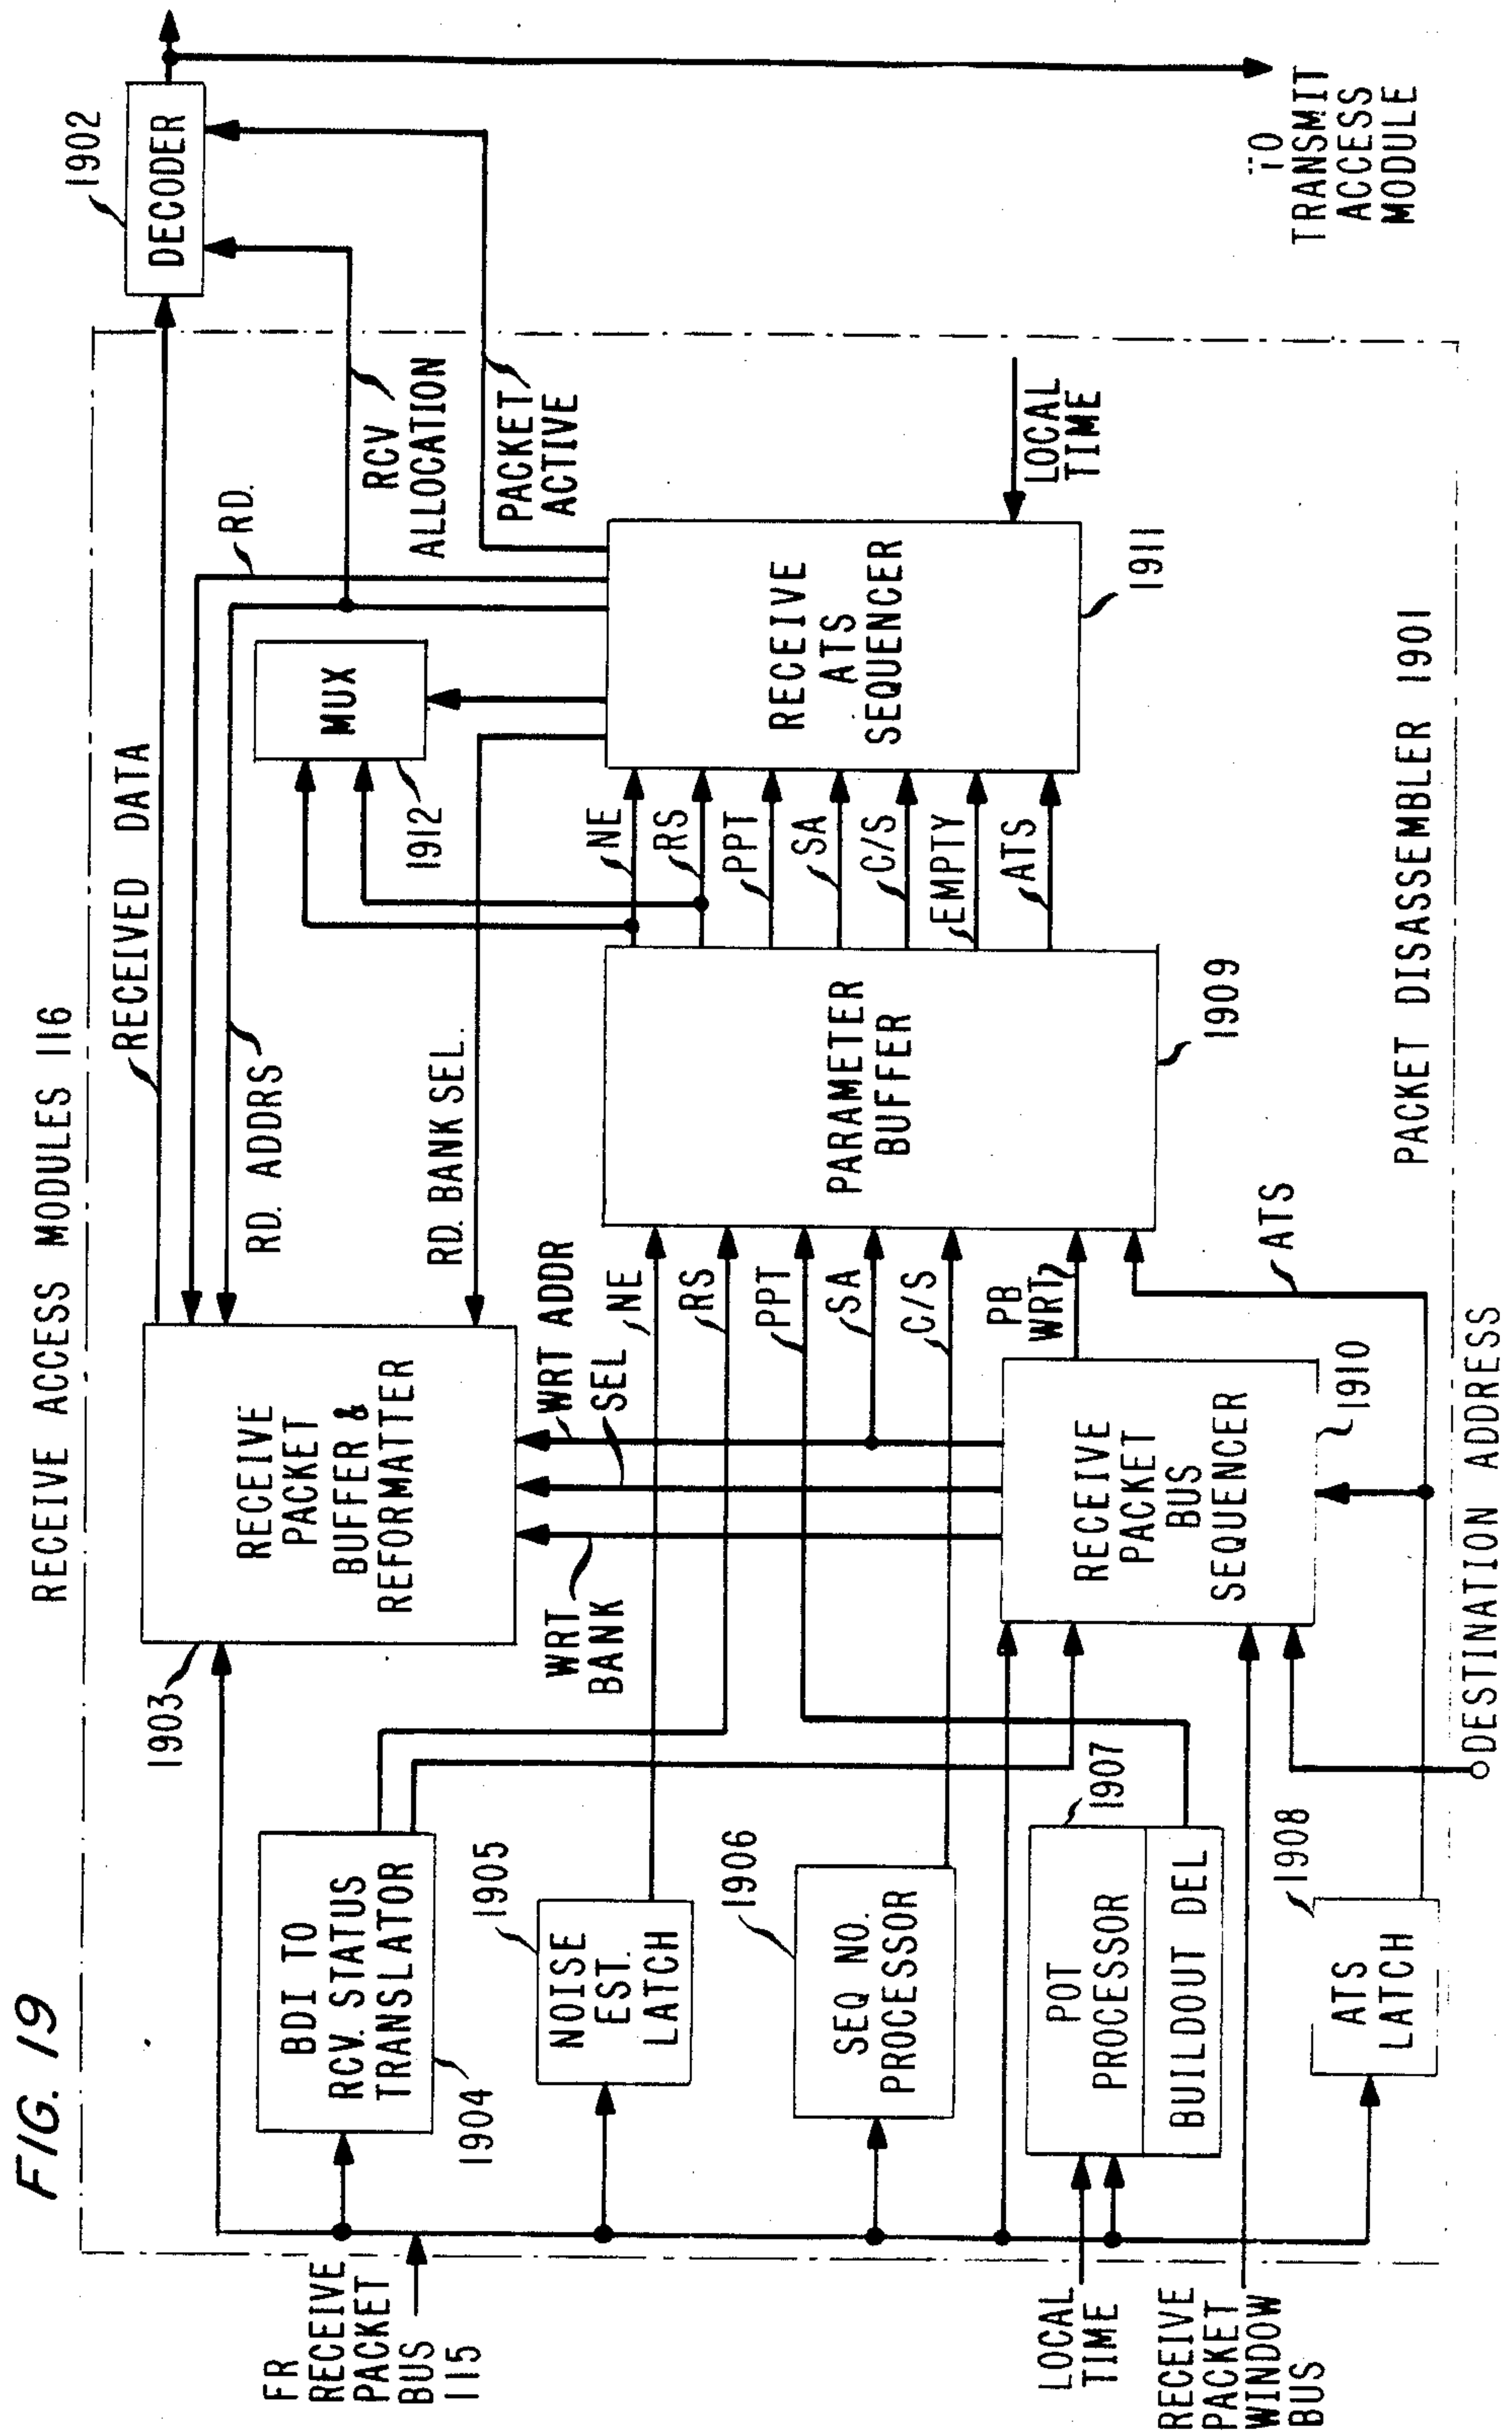 FIG. 19
RECEIVE ACCESS MODULES 116
FR
RECEIVE
PACKET
BUS
115
LOCAL
TIME
RECEIVE
PACKET
WINDOW
BUS
BDI TO
RCV. STATUS
TRANSLATOR
1904
NOISE
EST.
LATCH
1905
SEQ NO.
PROCESSOR
1906
POT
PROCESSOR
BUILDOUT DEL
1907
ATS
LATCH
1908
DESTINATION ADDRESS
1903
RECEIVE
PACKET
BUFFER &
REFORMATTER
WRT
BANK
SEL
WRT ADDR
NE
RS
PPT
SA
C/S
PB
WRT
ATS
RECEIVE
PACKET
BUS
SEQUENCER
1910
PARAMETER
BUFFER
1909
RECEIVED DATA
RD.
RD. ADDRS
RD. BANK SEL.
MUX
1912
NE
RS
PPT
SA
C/S
EMPTY
ATS
RECEIVE
ATS
SEQUENCER
1911
LOCAL
TIME
RCV
ALLOCATION
PACKET
ACTIVE
PACKET DISASSEMBLER 1901
DECODER
1902
TO
TRANSMIT
ACCESS
MODULE